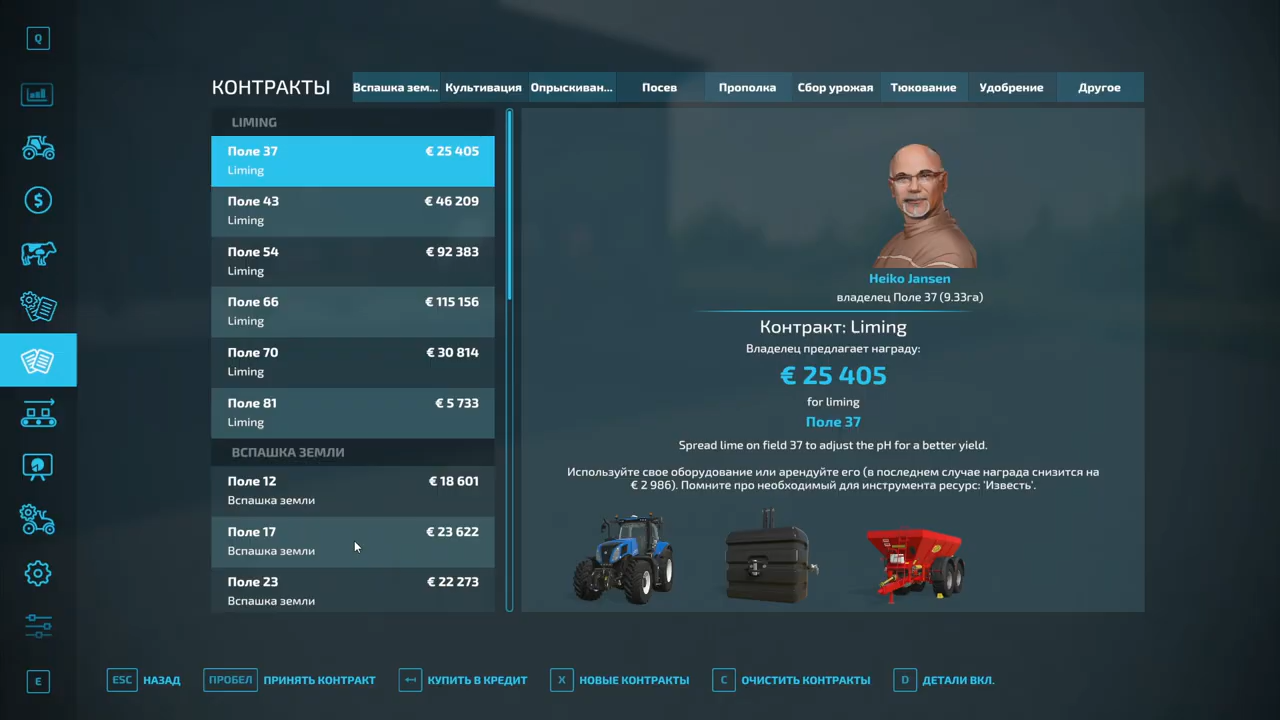 Q
КОНТРАКТЫ
Вспашка зем...
Культивация
Опрыскиван...
Посев
Прополка
Сбор урожая
Тюкование
Удобрение
Другое
LIMING
Поле 37 € 25 405
Liming
Поле 43 € 46 209
Liming
Поле 54 € 92 383
Liming
Поле 66 € 115 156
Liming
Поле 70 € 30 814
Liming
Поле 81 € 5 733
Liming
ВСПАШКА ЗЕМЛИ
Поле 12 € 18 601
Вспашка земли
Поле 17 € 23 622
Вспашка земли
Поле 23 € 22 273
Вспашка земли
Heiko Jansen
владелец Поле 37 (9.33га)
Контракт: Liming
Владелец предлагает награду:
€ 25 405
for liming
Поле 37
Spread lime on field 37 to adjust the pH for a better yield.
Используйте свое оборудование или арендуйте его (в последнем случае награда снизится на
€ 2 986). Помните про необходимый для инструмента ресурс: 'Известь'.
E
ESC НАЗАД
ПРОБЕЛ ПРИНЯТЬ КОНТРАКТ
КУПИТЬ В КРЕДИТ
X НОВЫЕ КОНТРАКТЫ
C ОЧИСТИТЬ КОНТРАКТЫ
D ДЕТАЛИ ВКЛ.